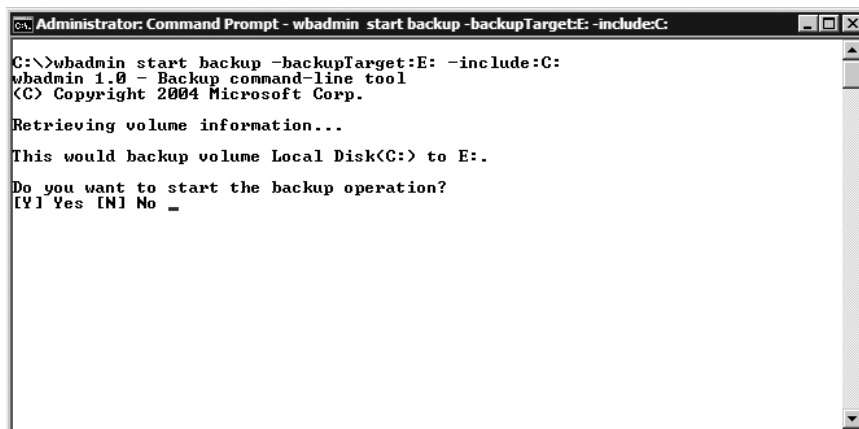 Administrator: Command Prompt - wbadmin start backup -backupTarget:E: -include:C:
C:\>wbadmin start backup -backupTarget:E: -include:C:
wbadmin 1.0 - Backup command-line tool
(C) Copyright 2004 Microsoft Corp.
Retrieving volume information...
This would backup volume Local Disk(C:) to E:.
Do you want to start the backup operation?
[Y] Yes [N] No _